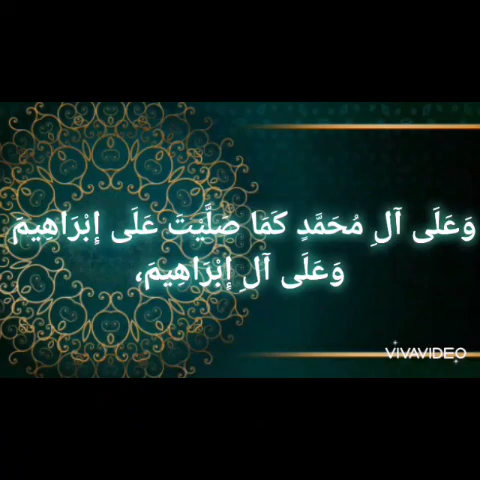 وَعَلَى آلِ مُحَمَّدٍ كَمَا صَلَّيْتَ عَلَى إِبْرَاهِيمَ
وَعَلَى آلِ إِبْرَاهِيمَ،
VIVAVIDEO